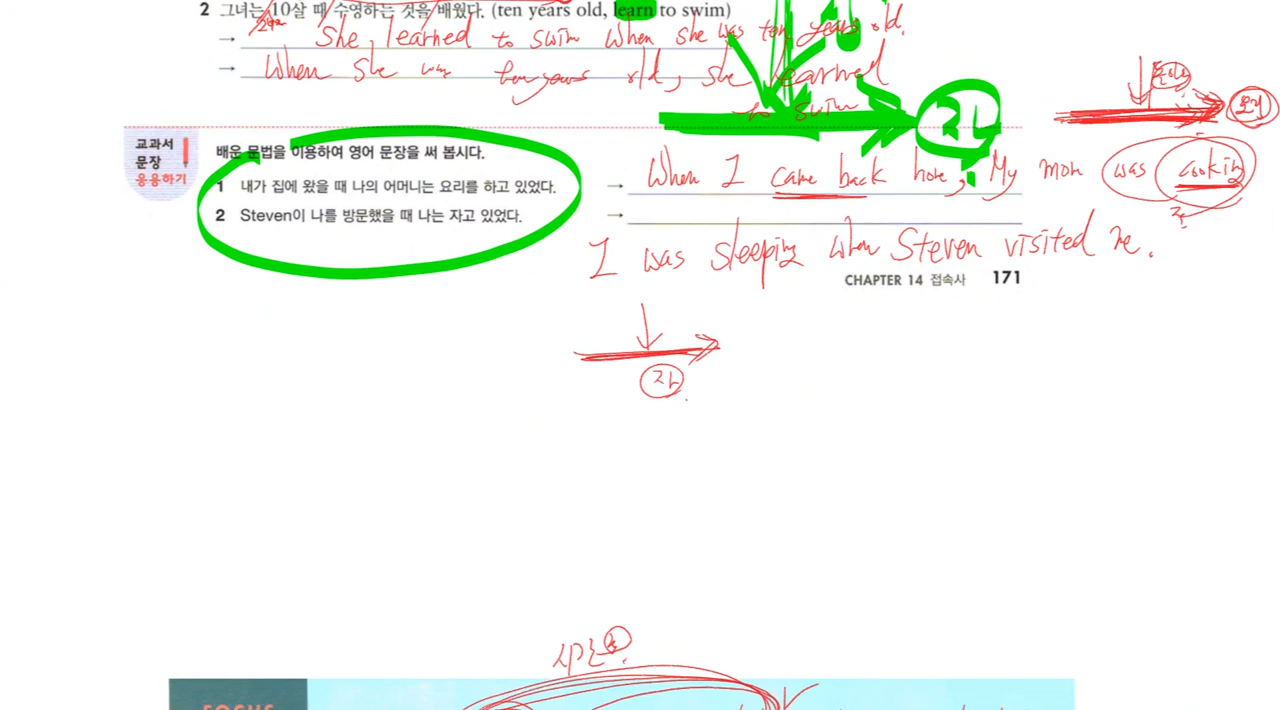 2 그녀는 10살 때 수영하는 것을 배웠다. (ten years old, learn to swim)
→ She learned to swim when she was ten years old.
→ When she was ten years old, she learned
to swim
교과서
문장
응용하기
배운 문법을 이용하여 영어 문장을 써 봅시다.
1 내가 집에 왔을 때 나의 어머니는 요리를 하고 있었다.
→ When I came back home, My mom was cooking
2 Steven이 나를 방문했을 때 나는 자고 있었다.
→
I was sleeping when Steven visited me.
요리
CHAPTER 14 접속사 171
자
FOCUS